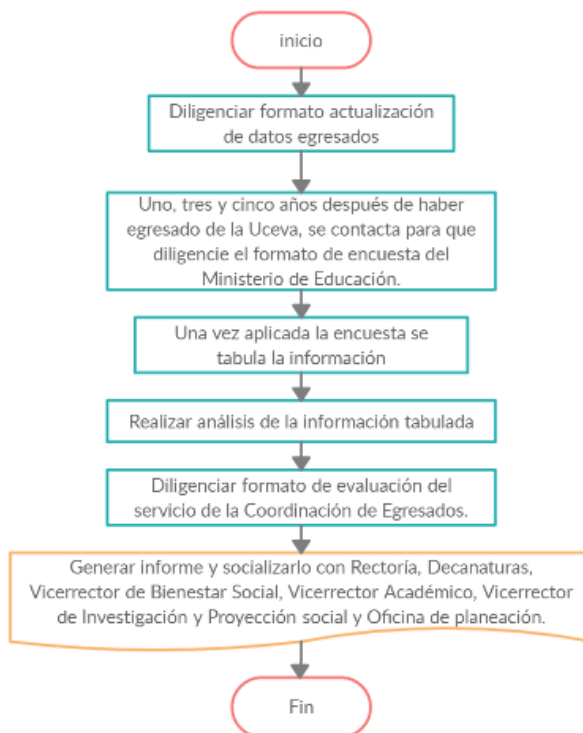 inicio
Diligenciar formato actualización
de datos egresados
Uno, tres y cinco años después de haber
egresado de la Uceva, se contacta para que
diligencie el formato de encuesta del
Ministerio de Educación.
Una vez aplicada la encuesta se
tabula la información
Realizar análisis de la información tabulada
Diligenciar formato de evaluación del
servicio de la Coordinación de Egresados.
Generar informe y socializarlo con Rectoría, Decanaturas,
Vicerrector de Bienestar Social, Vicerrector Académico, Vicerrector
de Investigación y Proyección social y Oficina de planeación.
Fin